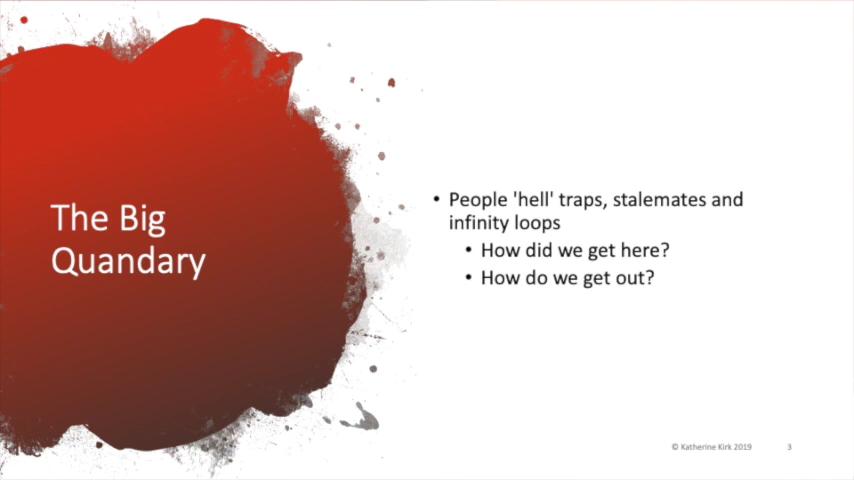 The Big
Quandary
• People 'hell' traps, stalemates and
infinity loops
• How did we get here?
• How do we get out?
© Katherine Kirk 2019
3